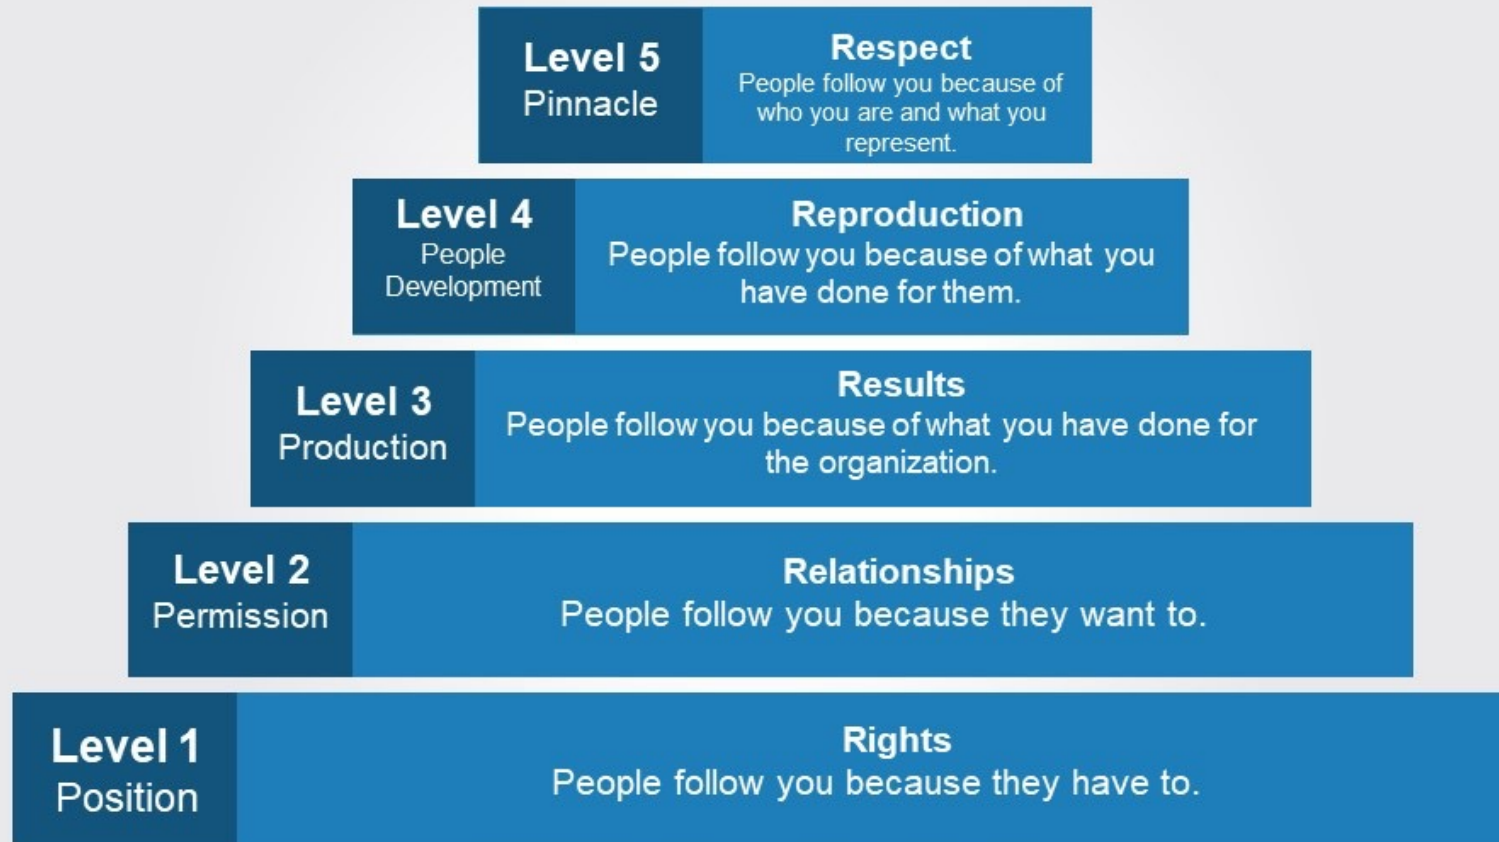 Level 5
Pinnacle
Respect
People follow you because of
who you are and what you
represent.
Level 4
People
Development
Reproduction
People follow you because of what you
have done for them.
Level 3
Production
Results
People follow you because of what you have done for
the organization.
Level 2
Permission
Relationships
People follow you because they want to.
Level 1
Position
Rights
People follow you because they have to.